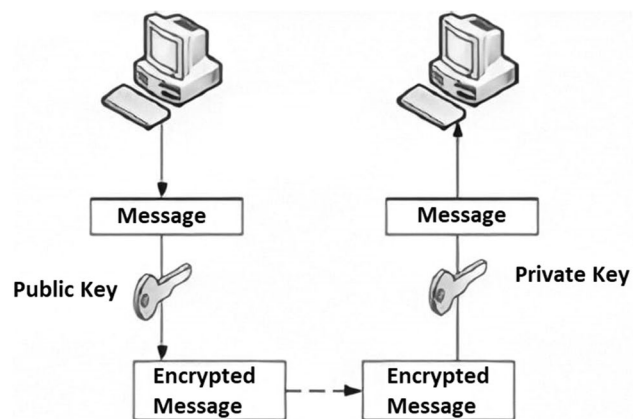 Message
Message
Public Key
Private Key
Encrypted
Message
Encrypted
Message